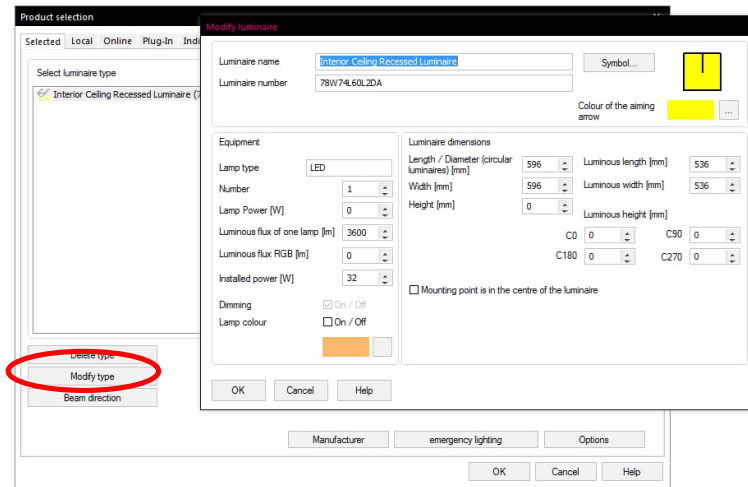 Product selection
Selected Local Online Plug-In
Select luminaire type
Interior Ceiling Recessed Luminaire
Delete type
Modify type
Beam direction
Manufacturer
emergency lighting
Options
OK
Cancel
Help
Modify luminaire
Luminaire name
Interior Ceiling Recessed Luminaire
Symbol...
Luminaire number
78W74L60L2DA
Colour of the aiming
arrow
...
Equipment
Lamp type LED
Number 1
Lamp Power [W] 0
Luminous flux of one lamp [lm] 3600
Luminous flux RGB [lm] 0
Installed power [W] 32
Dimming On / Off
Lamp colour On / Off
Luminaire dimensions
Length / Diameter (circular
luminaires) [mm] 596
Luminous length [mm] 536
Width [mm] 596
Luminous width [mm] 536
Height [mm] 0
Luminous height [mm]
C0 0 C90 0
C180 0 C270 0
Mounting point is in the centre of the luminaire
OK
Cancel
Help